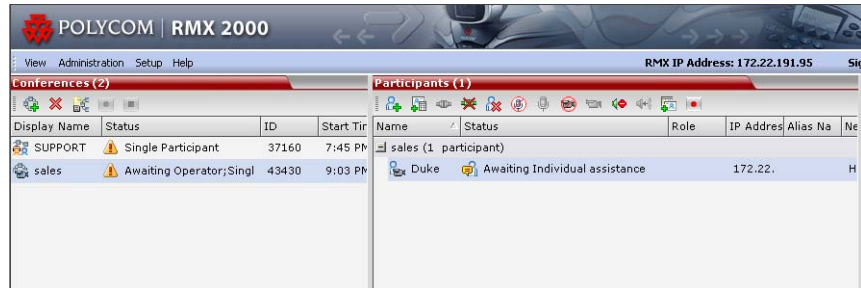 POLYCOM | RMX 2000
View Administration Setup Help RMX IP Address: 172.22.191.95 Si
Conferences (2) Participants (1)
Display Name Status ID Start Tir Name Status Role IP Addres Alias Na Ne
SUPPORT Single Participant 37160 7:45 PM sales (1 participant)
sales Awaiting Operator;Singl 43430 9:03 PM Duke Awaiting Individual assistance 172.22. H